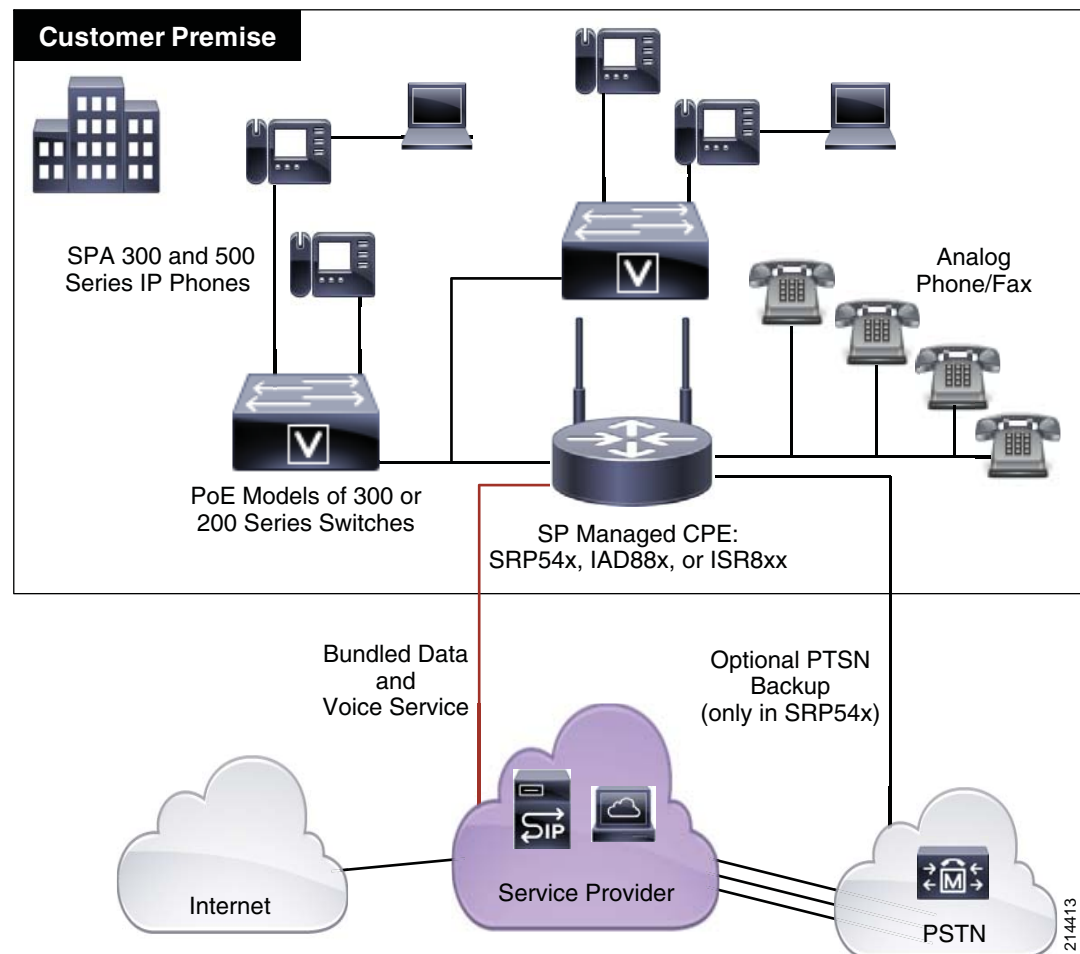 Customer Premise
SPA 300 and 500
Series IP Phones
V
Analog
Phone/Fax
V
PoE Models of 300 or
200 Series Switches
SP Managed CPE:
SRP54x, IAD88x, or ISR8xx
Bundled Data
and
Voice Service
Optional PTSN
Backup
(only in SRP54x)
SIP
M
Internet
Service Provider
PSTN
214413